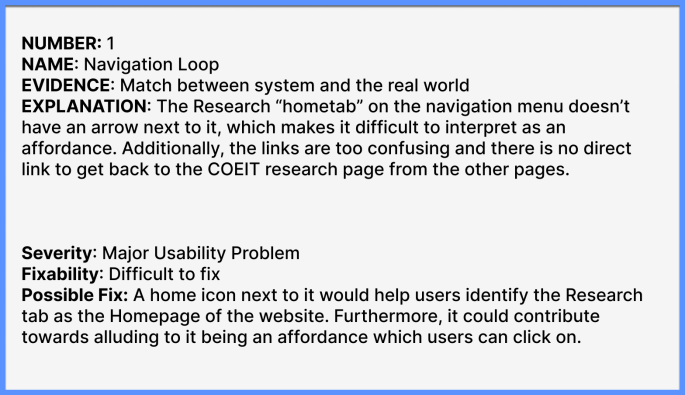 NUMBER: 1
NAME: Navigation Loop
EVIDENCE: Match between system and the real world
EXPLANATION: The Research “hometab” on the navigation menu doesn’t
have an arrow next to it, which makes it difficult to interpret as an
affordance. Additionally, the links are too confusing and there is no direct
link to get back to the COEIT research page from the other pages.
Severity: Major Usability Problem
Fixability: Difficult to fix
Possible Fix: A home icon next to it would help users identify the Research
tab as the Homepage of the website. Furthermore, it could contribute
towards alluding to it being an affordance which users can click on.